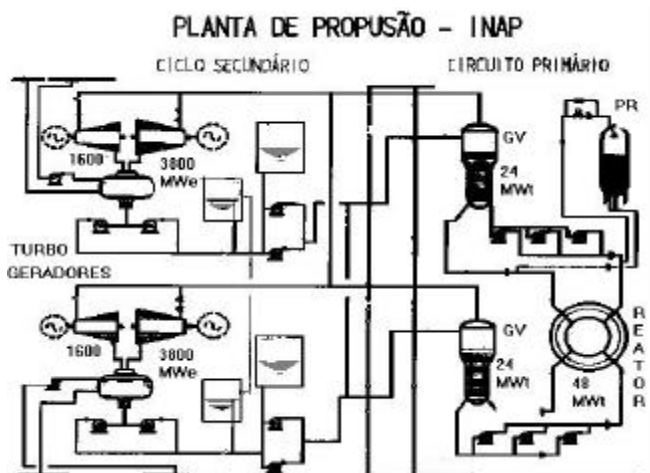 PLANTA DE PROPUSÃO - INAP
CICLO SECUNDÁRIO
CIRCUITO PRIMÁRIO
PR
1600
3800
MWe
GV
24
MWt
TURBO
GERADORES
1600
3800
MWe
GV
24
MWt
48
MWt
REATOR